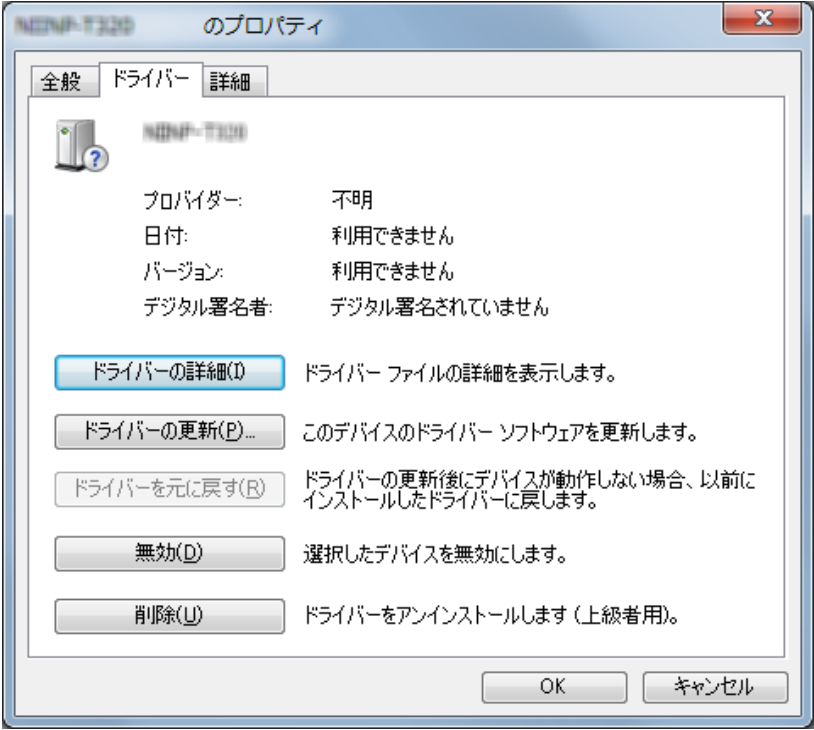 のプロパティ
全般 ドライバー 詳細
プロバイダー: 不明
日付: 利用できません
バージョン: 利用できません
デジタル署名者: デジタル署名されていません
ドライバーの詳細(I) ドライバー ファイルの詳細を表示します。
ドライバーの更新(P)... このデバイスのドライバー ソフトウェアを更新します。
ドライバーを元に戻す(R) ドライバーの更新後にデバイスが動作しない場合、以前に
インストールしたドライバーに戻します。
無効(D) 選択したデバイスを無効にします。
削除(U) ドライバーをアンインストールします (上級者用)。
OK キャンセル